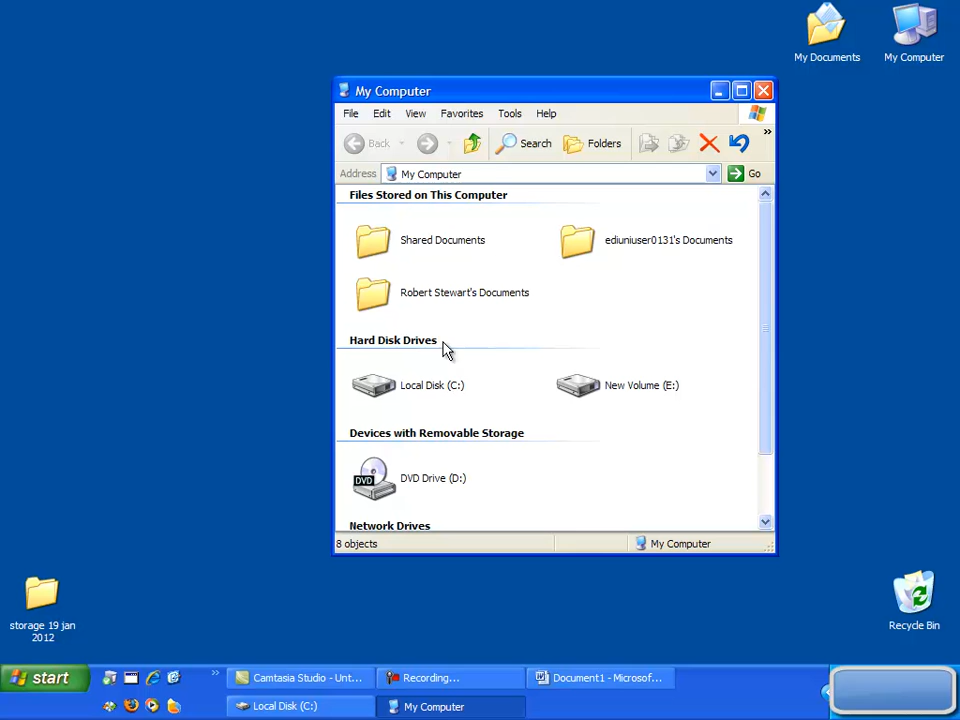 My Documents
My Computer
My Computer
File Edit View Favorites Tools Help
Back Search Folders »
Address My Computer Go
Files Stored on This Computer
Shared Documents
ediuniuser0131's Documents
Robert Stewart's Documents
Hard Disk Drives
Local Disk (C:)
New Volume (E:)
Devices with Removable Storage
DVD
DVD Drive (D:)
Network Drives
8 objects
My Computer
storage 19 jan
2012
Recycle Bin
start
» Camtasia Studio - Unt...
Recording...
Document1 - Microsof...
Local Disk (C:)
My Computer